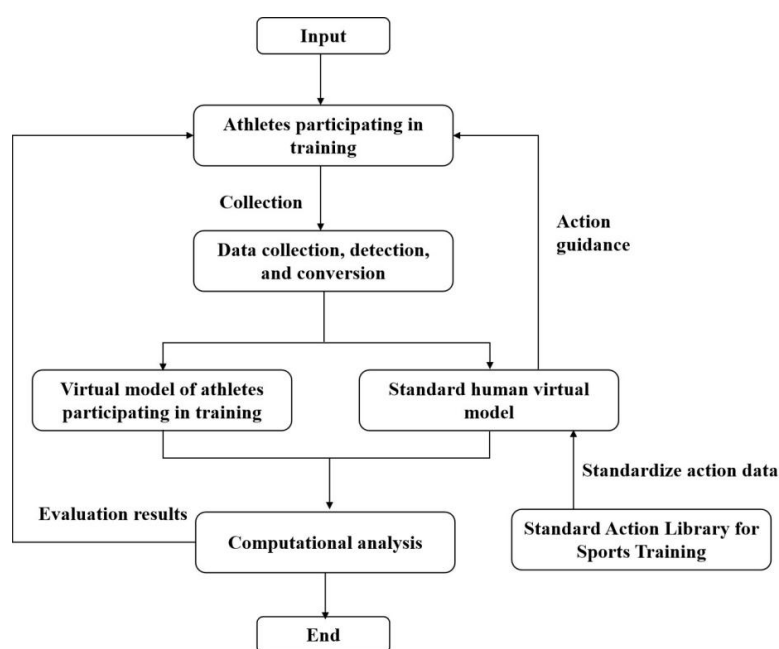 Input
Athletes participating in
training
Collection
Action
guidance
Data collection, detection,
and conversion
Virtual model of athletes
participating in training
Standard human virtual
model
Standardize action data
Evaluation results
Computational analysis
Standard Action Library for
Sports Training
End